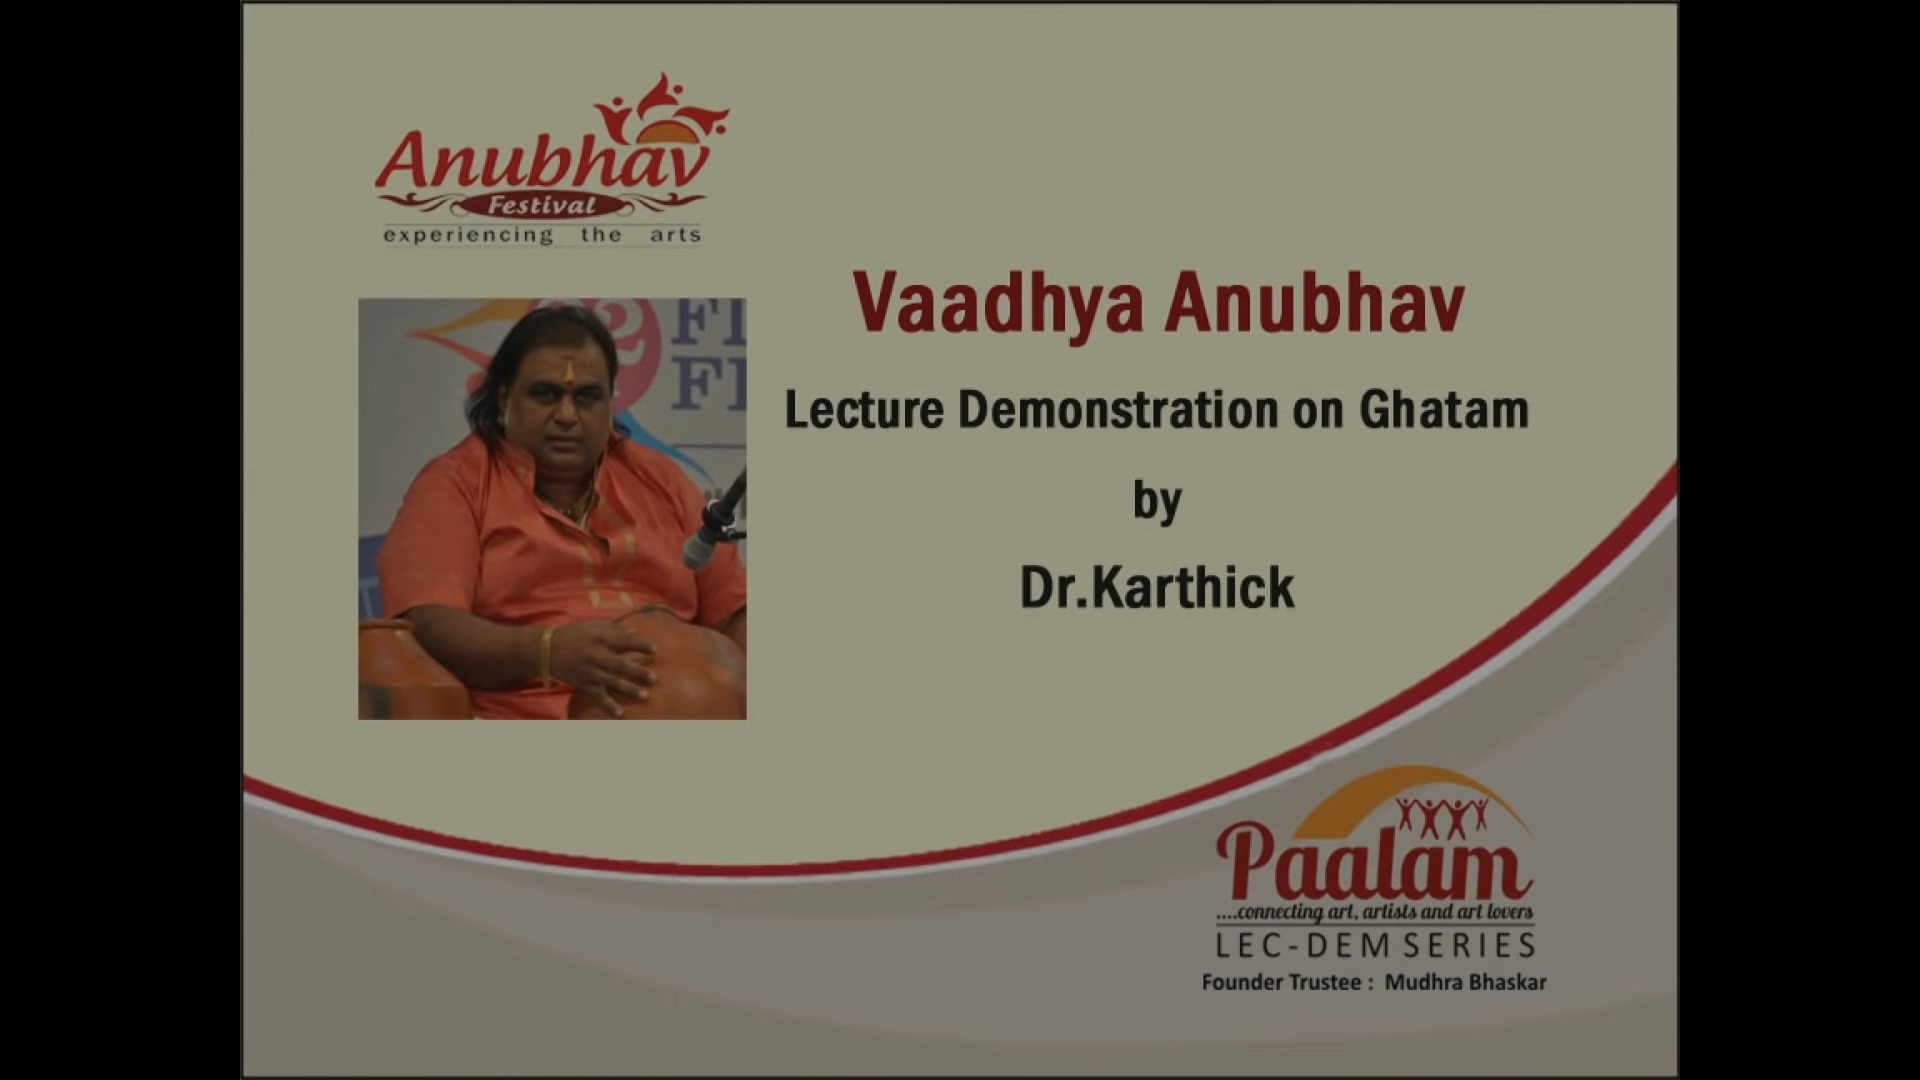 Anubhav
Festival
experiencing the arts
Vaadhya Anubhav
Lecture Demonstration on Ghatam
by
Dr.Karthick
Paalam
....connecting art, artists and art lovers
LEC-DEM SERIES
Founder Trustee : Mudhra Bhaskar